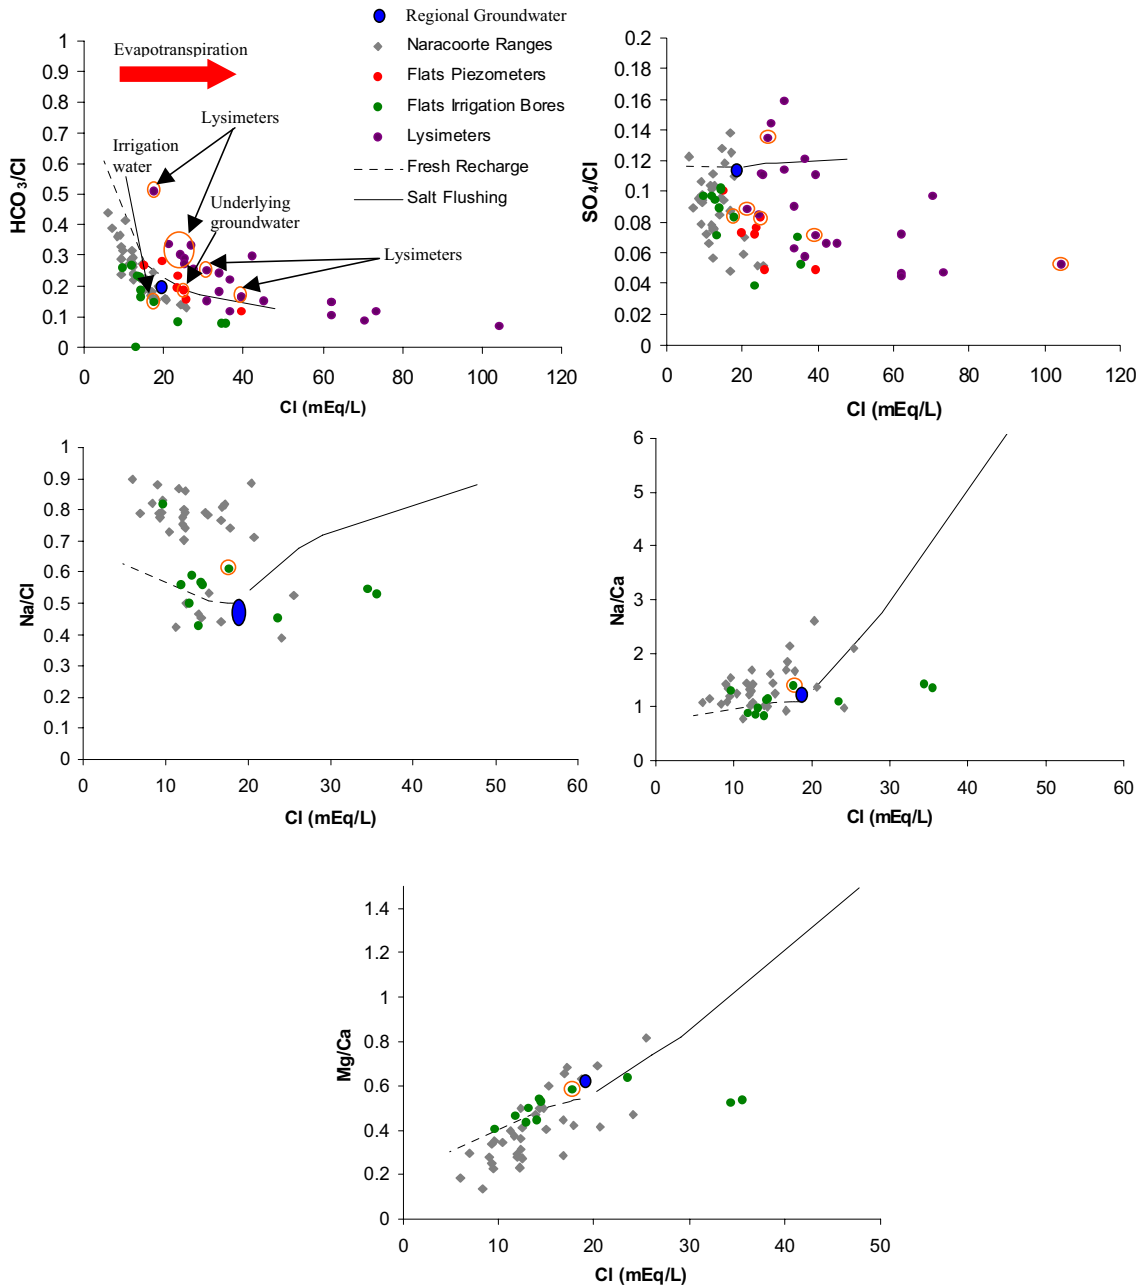 Regional Groundwater
Naracoorte Ranges
Flats Piezometers
Flats Irrigation Bores
Lysimeters
Fresh Recharge
Salt Flushing
Evapotranspiration
Lysimeters
Irrigation
water
Underlying
groundwater
Lysimeters
HCO3/Cl
1
0.9
0.8
0.7
0.6
0.5
0.4
0.3
0.2
0.1
0
0 20 40 60 80 100 120
Cl (mEq/L)
SO4/Cl
0.2
0.18
0.16
0.14
0.12
0.1
0.08
0.06
0.04
0.02
0
0 20 40 60 80 100 120
Cl (mEq/L)
Na/Cl
1
0.9
0.8
0.7
0.6
0.5
0.4
0.3
0.2
0.1
0
0 10 20 30 40 50 60
Cl (mEq/L)
Na/Ca
6
5
4
3
2
1
0
0 10 20 30 40 50 60
Cl (mEq/L)
Mg/Ca
1.4
1.2
1
0.8
0.6
0.4
0.2
0
0 10 20 30 40 50
Cl (mEq/L)